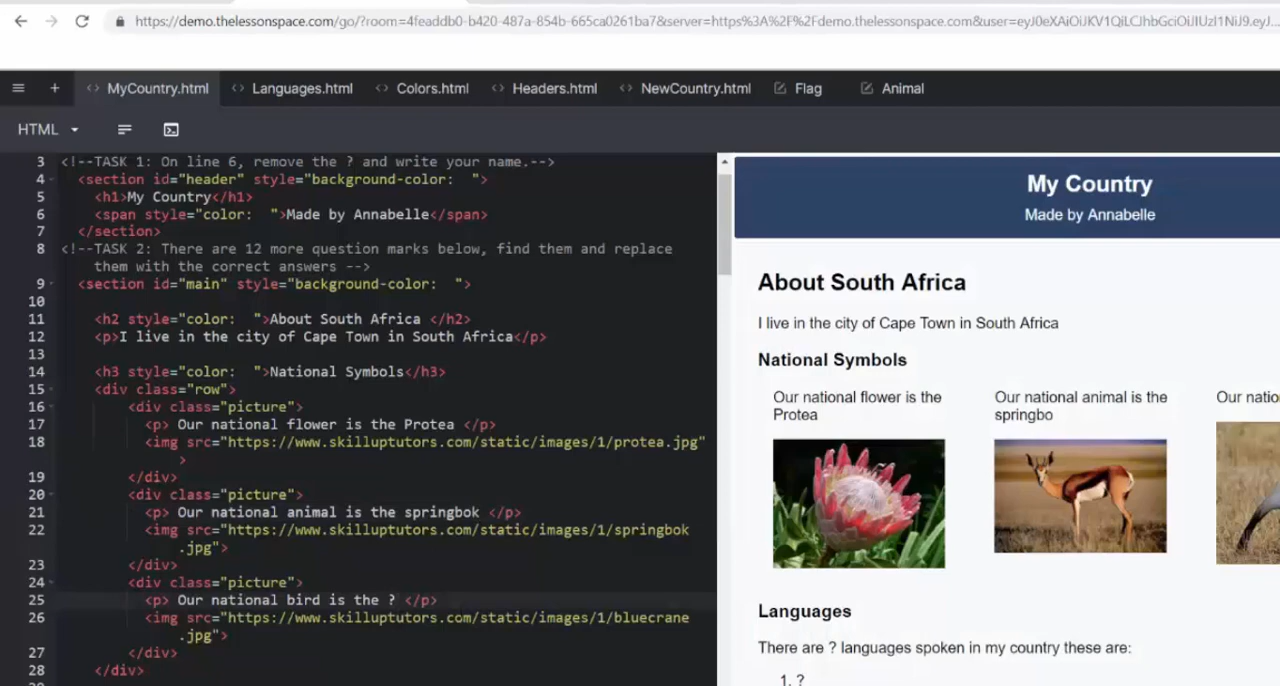 https://demo.thelessonspace.com/go/?room=4feaddb0-b420-487a-854b-665ca0261ba7&server=https%3A%2F%2Fdemo.thelessonspace.com&user=eyJ0eXAiOiJKV1QiLCJhbGciOiJIUzI1NiJ9.eyJ...
MyCountry.html Languages.html Colors.html Headers.html NewCountry.html Flag Animal
HTML
3 <!--TASK 1: On line 6, remove the ? and write your name.-->
4 <section id="header" style="background-color:  ">
5 <h1>My Country</h1>
6 <span style="color:  ">Made by Annabelle</span>
7 </section>
8 <!--TASK 2: There are 12 more question marks below, find them and replace
them with the correct answers -->
9 <section id="main" style="background-color:  ">
10
11 <h2 style="color:  ">About South Africa </h2>
12 <p>I live in the city of Cape Town in South Africa</p>
13
14 <h3 style="color:  ">National Symbols</h3>
15 <div class="row">
16 <div class="picture">
17 <p> Our national flower is the Protea </p>
18 <img src="https://www.skilluptutors.com/static/images/1/protea.jpg"
>
19 </div>
20 <div class="picture">
21 <p> Our national animal is the springbok </p>
22 <img src="https://www.skilluptutors.com/static/images/1/springbok
.jpg">
23 </div>
24 <div class="picture">
25 <p> Our national bird is the ? </p>
26 <img src="https://www.skilluptutors.com/static/images/1/bluecrane
.jpg">
27 </div>
28 </div>
My Country
Made by Annabelle
About South Africa
I live in the city of Cape Town in South Africa
National Symbols
Our national flower is the
Protea
Our national animal is the
springbo
Our natio
Languages
There are ? languages spoken in my country these are:
1. ?